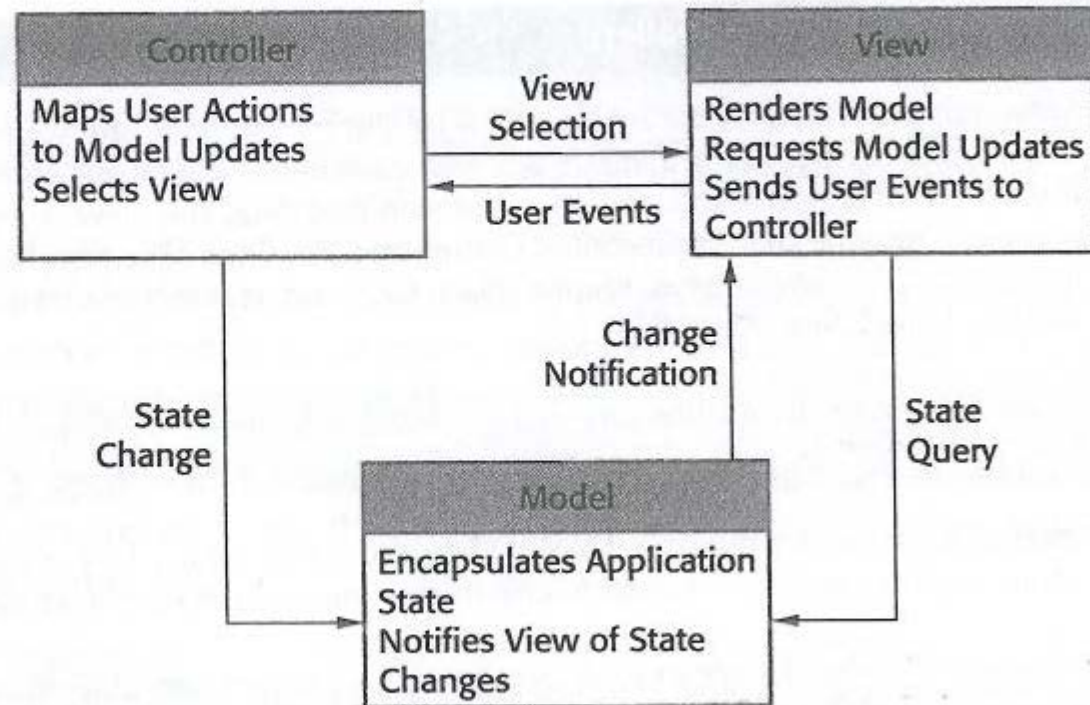 Controller
Maps User Actions
to Model Updates
Selects View
View
Selection
User Events
View
Renders Model
Requests Model Updates
Sends User Events to
Controller
State
Change
Change
Notification
State
Query
Model
Encapsulates Application
State
Notifies View of State
Changes